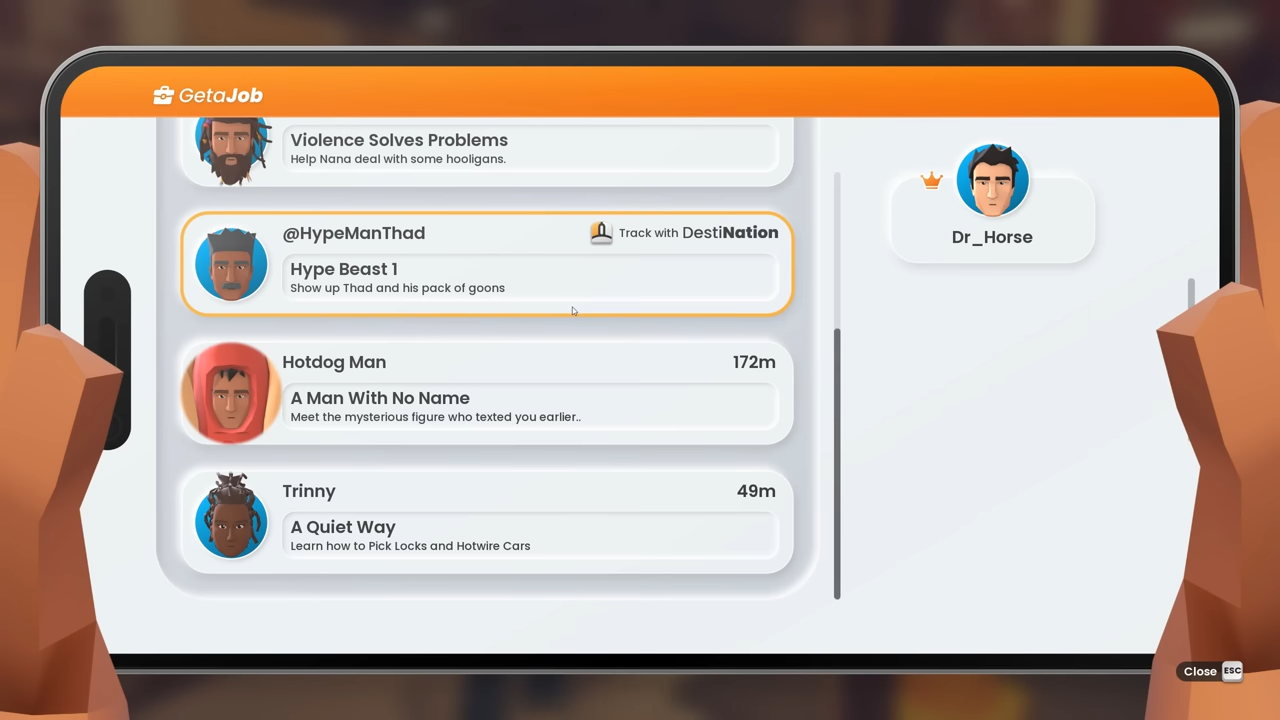 GetaJob
Violence Solves Problems
Help Nana deal with some hooligans.
@HypeManThad
Track with DestiNation
Hype Beast 1
Show up Thad and his pack of goons
Hotdog Man
172m
A Man With No Name
Meet the mysterious figure who texted you earlier..
Trinny
49m
A Quiet Way
Learn how to Pick Locks and Hotwire Cars
Dr_Horse
Close ESC